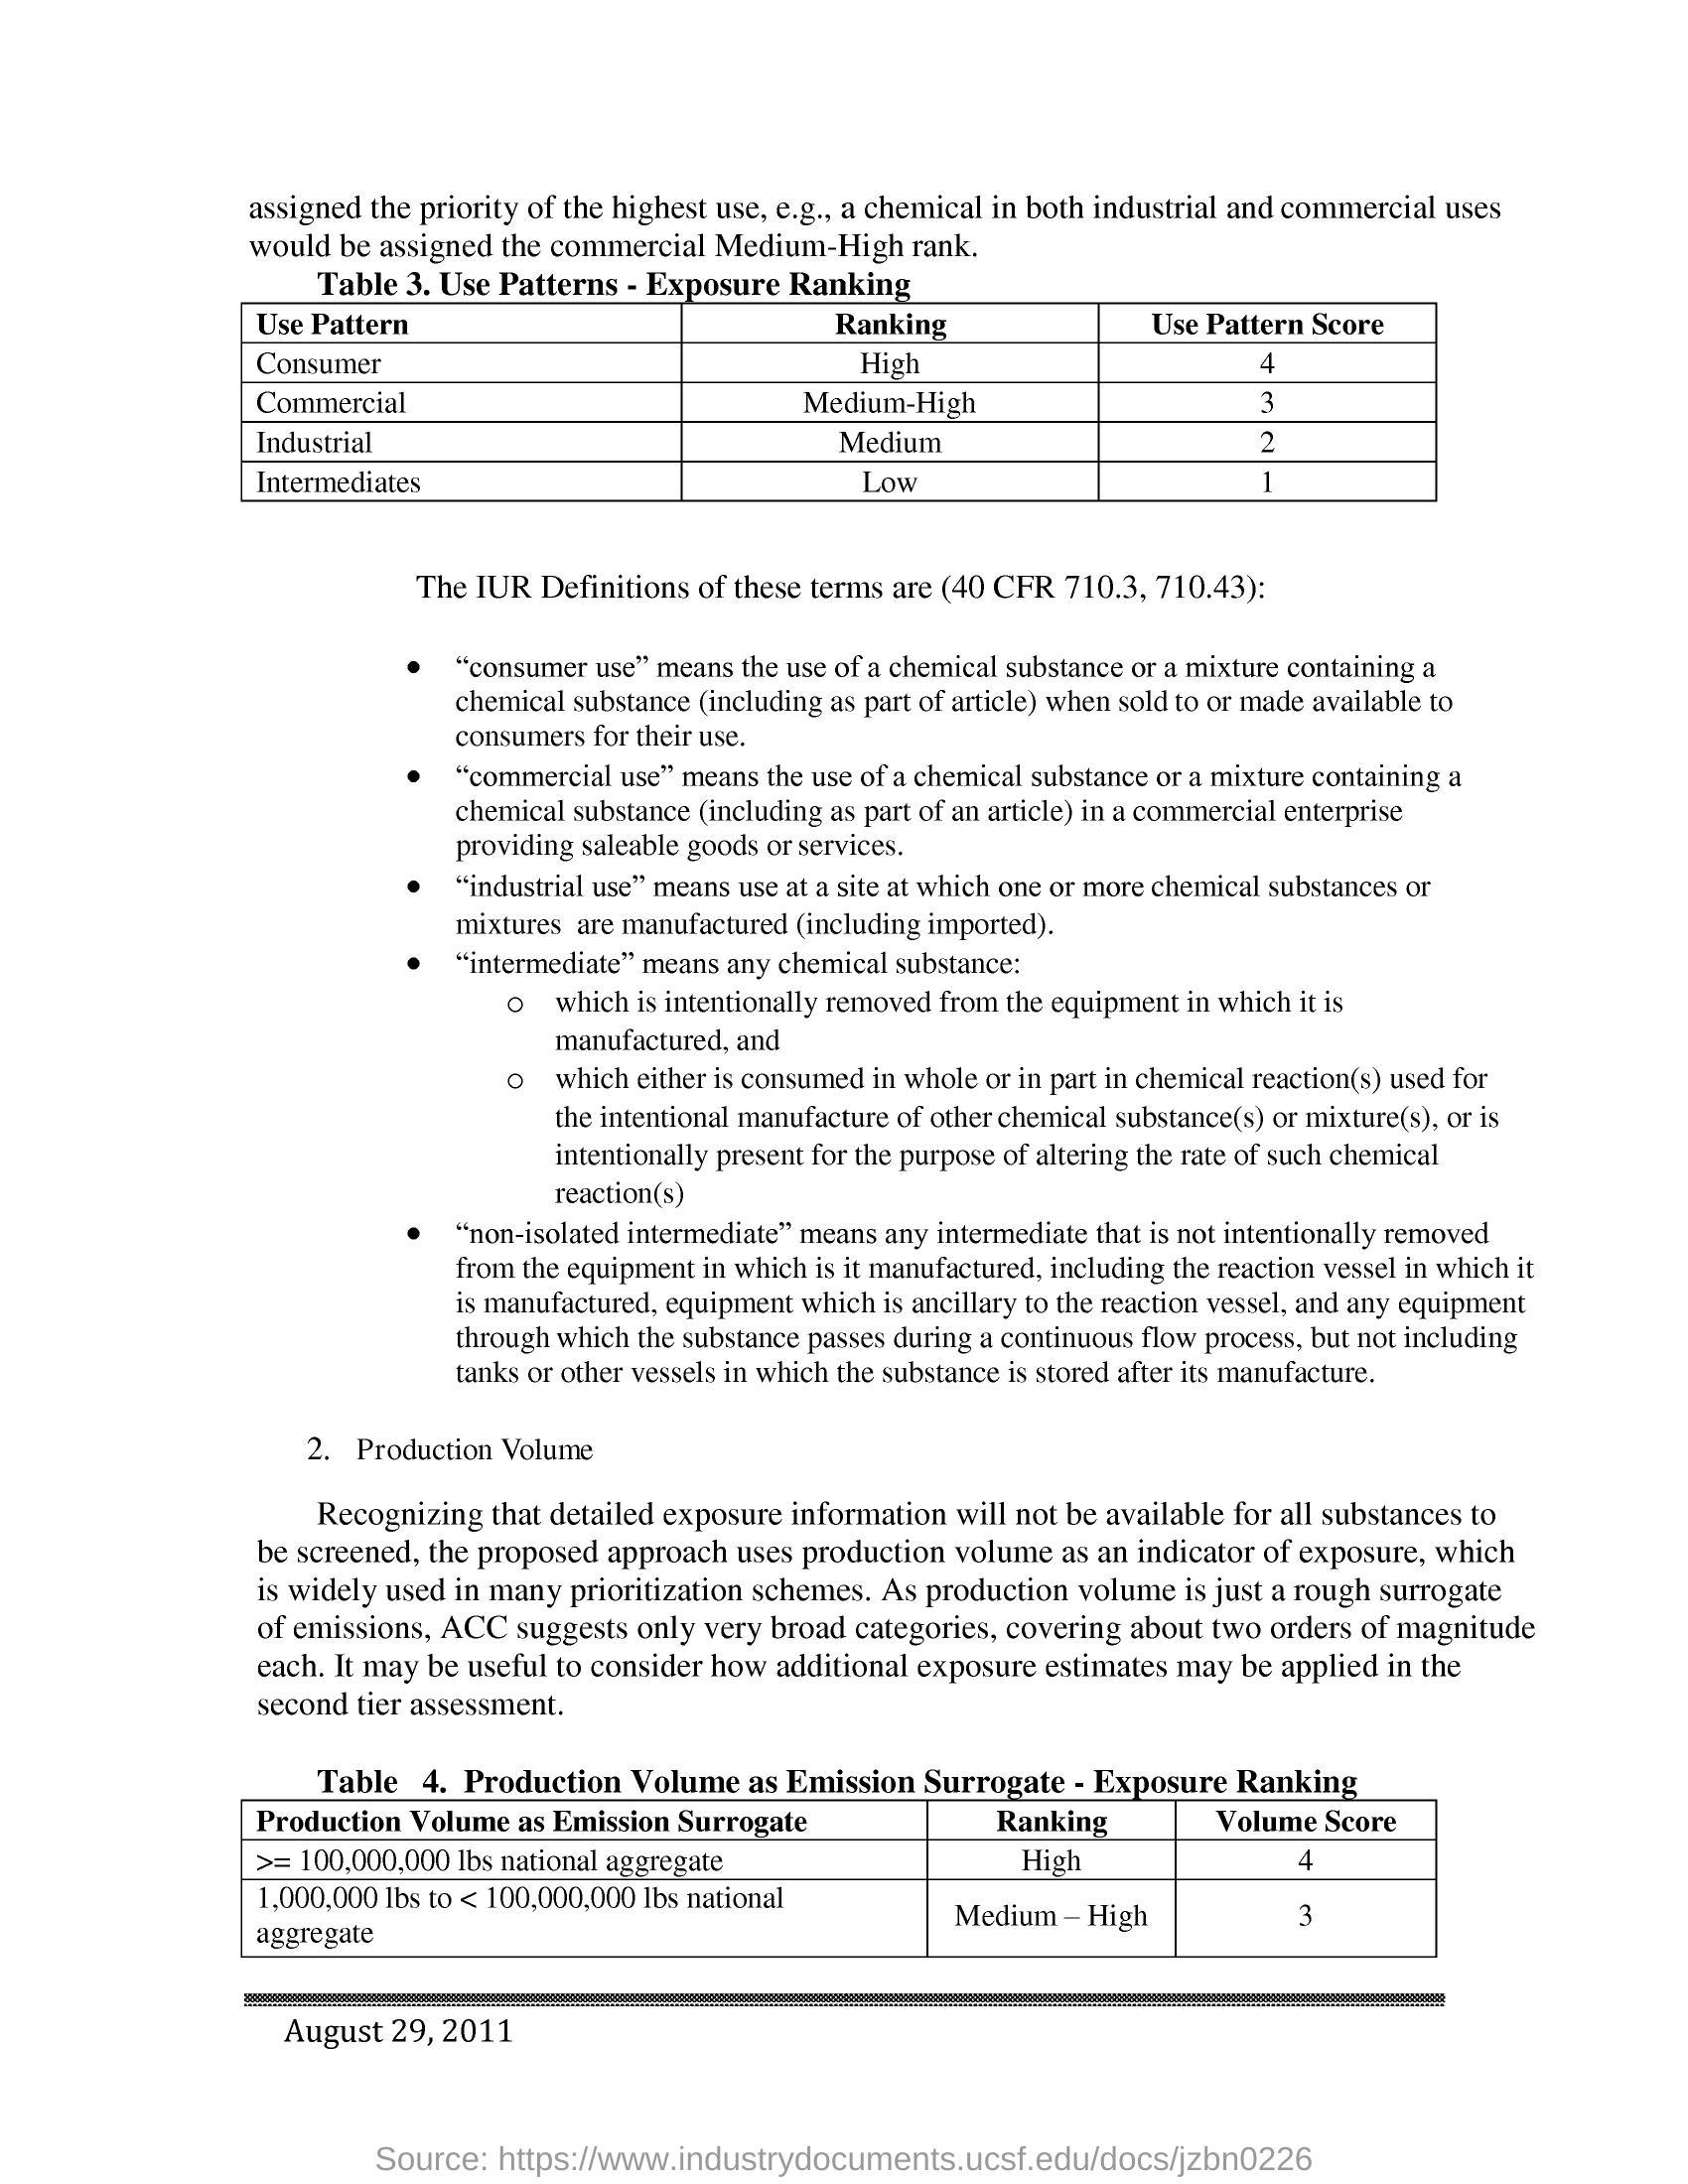 assigned the priority of the highest use, e.g., a chemical in both industrial and commercial uses
would be assigned the commercial Medium-High rank.
Table 3. Use Patterns - Exposure Ranking
Use Pattern Ranking Use Pattern Score
Consumer High 4
Commercial Medium-High 3
Industrial Medium 2
Intermediates Low 1
The IUR Definitions of these terms are (40 CFR 710.3, 710.43):
• “consumer use” means the use of a chemical substance or a mixture containing a
chemical substance (including as part of article) when sold to or made available to
consumers for their use.
• “commercial use” means the use of a chemical substance or a mixture containing a
chemical substance (including as part of an article) in a commercial enterprise
providing saleable goods or services.
• “industrial use” means use at a site at which one or more chemical substances or
mixtures are manufactured (including imported).
• “intermediate” means any chemical substance:
o which is intentionally removed from the equipment in which it is
manufactured, and
o which either is consumed in whole or in part in chemical reaction(s) used for
the intentional manufacture of other chemical substance(s) or mixture(s), or is
intentionally present for the purpose of altering the rate of such chemical
reaction(s)
• “non-isolated intermediate” means any intermediate that is not intentionally removed
from the equipment in which is it manufactured, including the reaction vessel in which it
is manufactured, equipment which is ancillary to the reaction vessel, and any equipment
through which the substance passes during a continuous flow process, but not including
tanks or other vessels in which the substance is stored after its manufacture.
2. Production Volume
Recognizing that detailed exposure information will not be available for all substances to
be screened, the proposed approach uses production volume as an indicator of exposure, which
is widely used in many prioritization schemes. As production volume is just a rough surrogate
of emissions, ACC suggests only very broad categories, covering about two orders of magnitude
each. It may be useful to consider how additional exposure estimates may be applied in the
second tier assessment.
Table 4. Production Volume as Emission Surrogate - Exposure Ranking
Production Volume as Emission Surrogate Ranking Volume Score
>= 100,000,000 lbs national aggregate High 4
1,000,000 lbs to < 100,000,000 lbs national
aggregate Medium – High 3
August 29, 2011
Source: https://www.industrydocuments.ucsf.edu/docs/jzbn0226